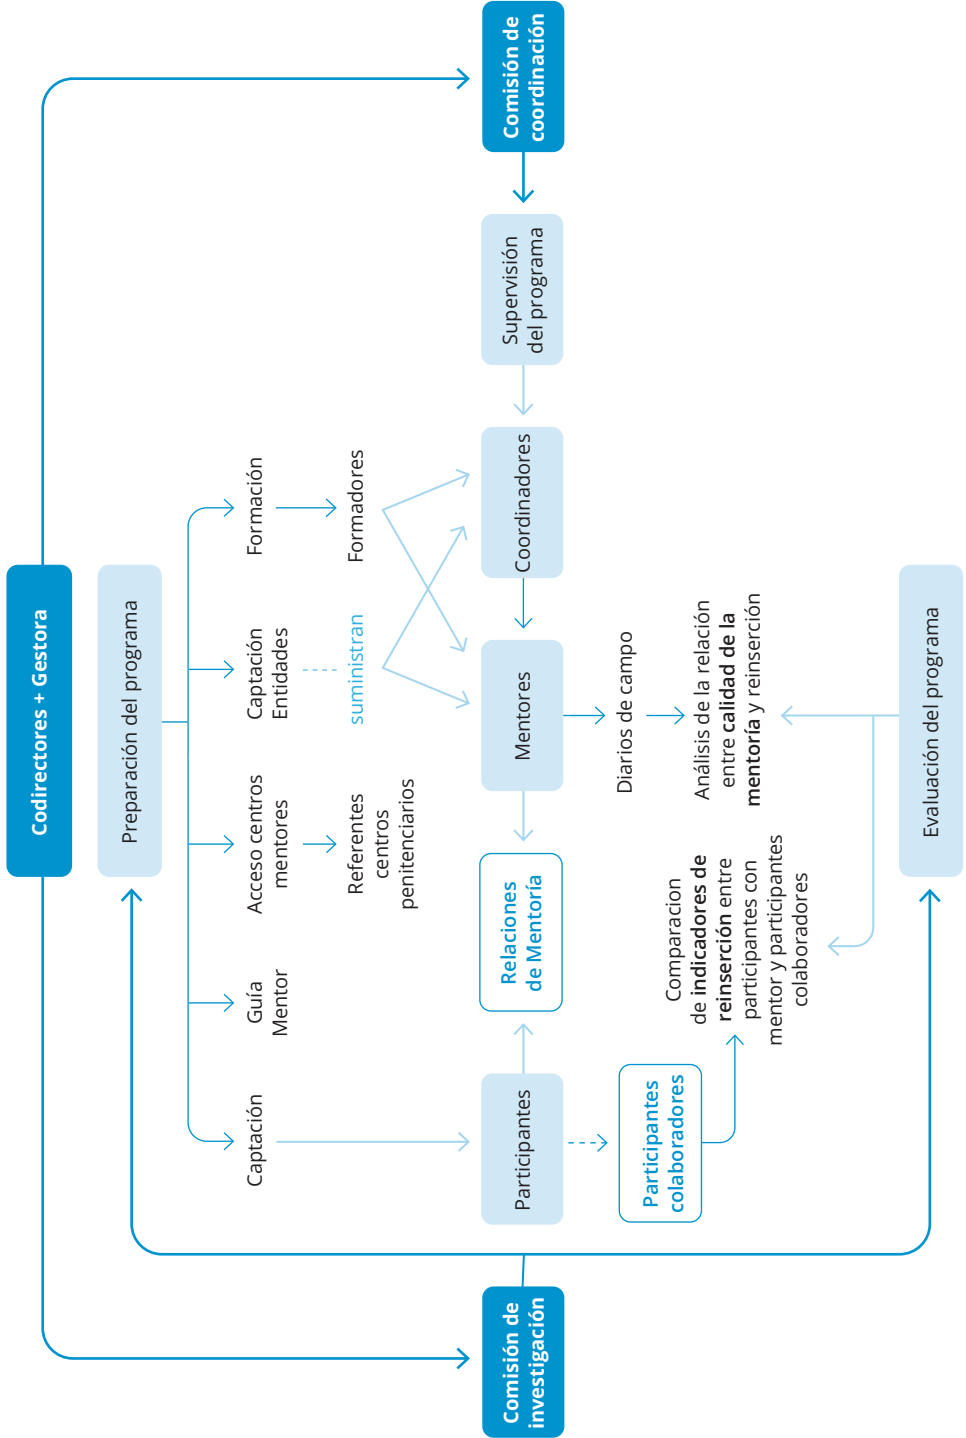 Codirectores + Gestora
Preparación del programa
Captación
Guía
Mentor
Acceso centros
mentores
Captación
Entidades
Formación
Referentes
centros
penitenciarios
suministran
Formadores
Comisión de
investigación
Participantes
Relaciones
de Mentoría
Mentores
Coordinadores
Supervisión
del programa
Comisión de
coordinación
Participantes
colaboradores
Diarios de campo
Comparacion
de indicadores de
reinserción entre
participantes con
mentor y participantes
colaboradores
Análisis de la relación
entre calidad de la
mentoría y reinserción
Evaluación del programa